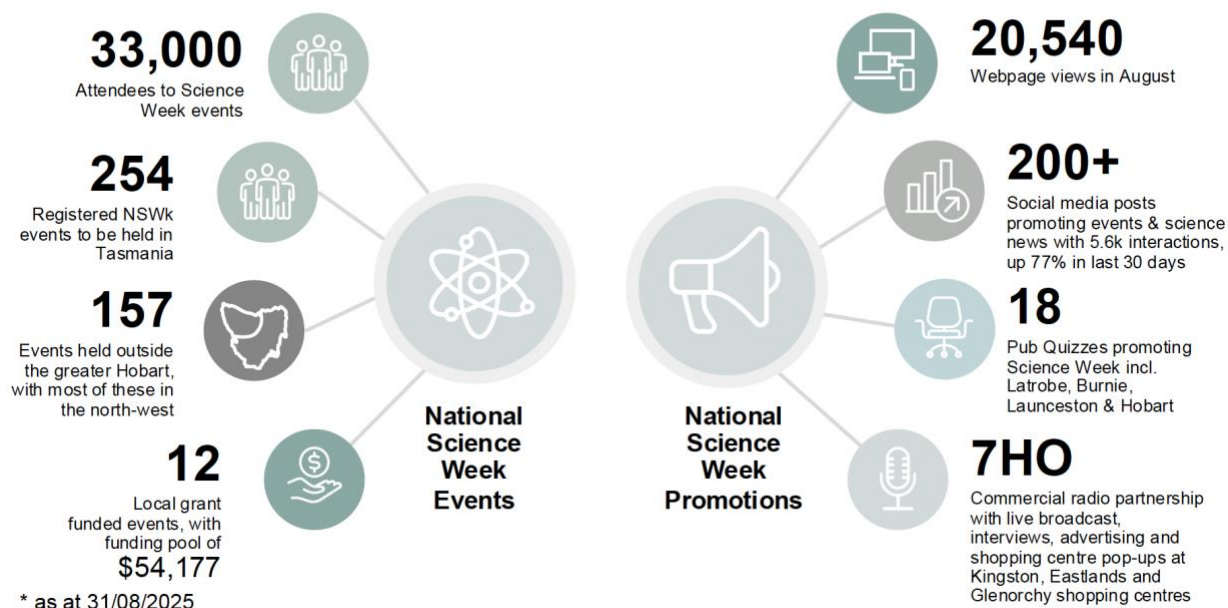 33,000
Attendees to Science
Week events
254
Registered NSWk
events to be held in
Tasmania
157
Events held outside
the greater Hobart,
with most of these in
the north-west
12
Local grant
funded events, with
funding pool of
$54,177
* as at 31/08/2025
National
Science
Week
Events
National
Science
Week
Promotions
20,540
Webpage views in August
200+
Social media posts
promoting events & science
news with 5.6k interactions,
up 77% in last 30 days
18
Pub Quizzes promoting
Science Week incl.
Latrobe, Burnie,
Launceston & Hobart
7HO
Commercial radio partnership
with live broadcast,
interviews, advertising and
shopping centre pop-ups at
Kingston, Eastlands and
Glenorchy shopping centres